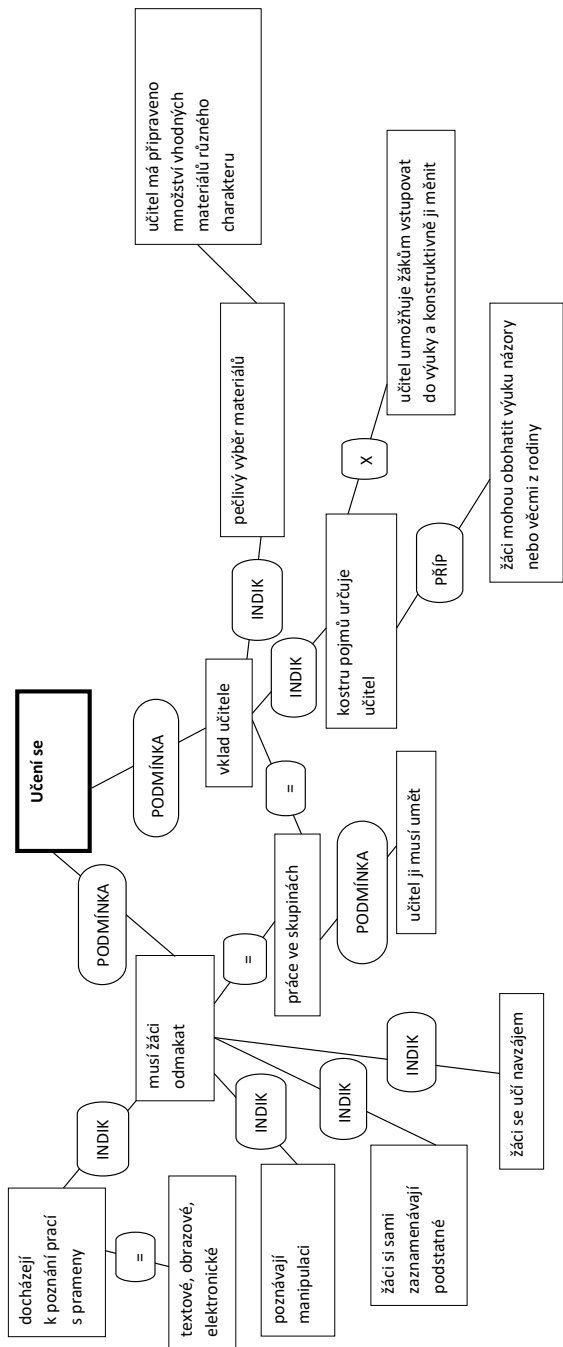 Učení se
PODMÍNKA
PODMÍNKA
musí žáci
odmakat
vklad učitele
INDIK
docházejí
k poznání prací
s prameny
=
textové, obrazové,
elektronické
INDIK
poznávají
manipulaci
INDIK
žáci si sami
zaznamenávají
podstatné
INDIK
žáci se učí navzájem
=
=
práce ve skupinách
PODMÍNKA
učitel ji musí umět
INDIK
kostru pojmů určuje
učitel
X
učitel umožňuje žákům vstupovat
do výuky a konstruktivně ji měnit
PŘÍP
žáci mohou obohatit výuku názory
nebo věcmi z rodiny
INDIK
pečlivý výběr materiálů
učitel má připraveno
množství vhodných
materiálů různého
charakteru